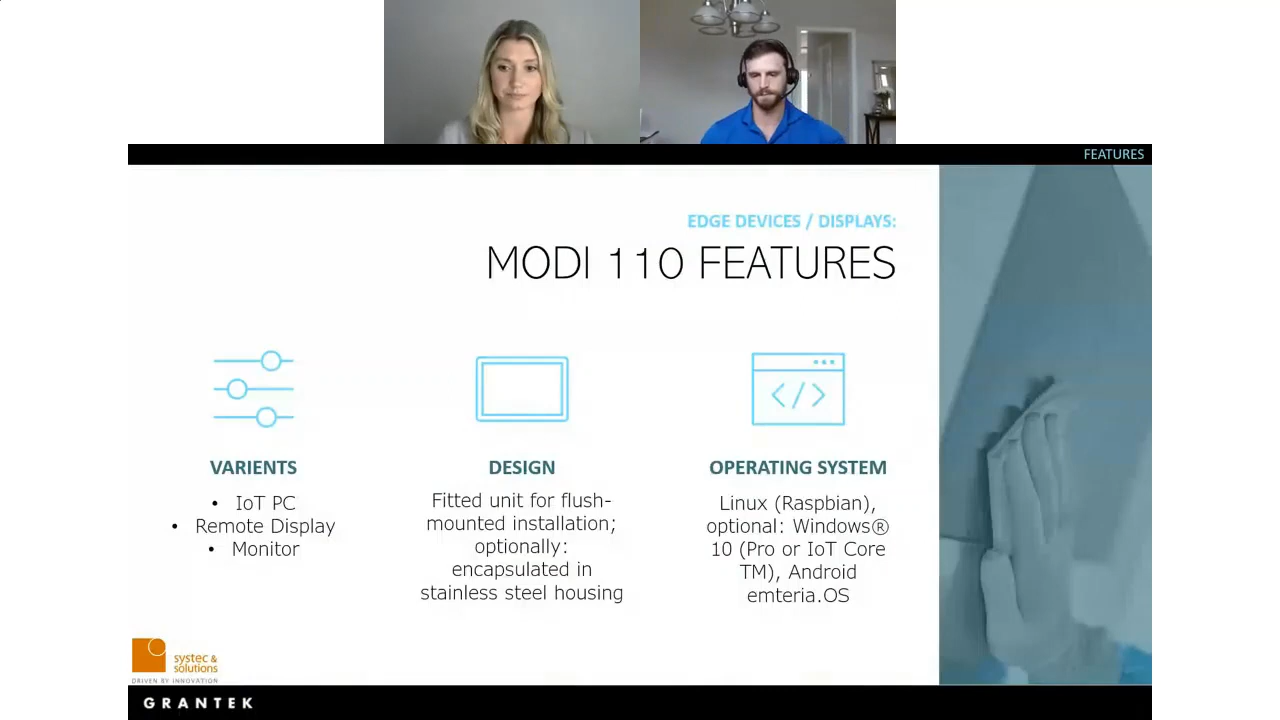 FEATURES
EDGE DEVICES / DISPLAYS:
MODI 110 FEATURES
VARIENTS
• IoT PC
• Remote Display
• Monitor
DESIGN
Fitted unit for flush-
mounted installation;
optionally:
encapsulated in
stainless steel housing
OPERATING SYSTEM
Linux (Raspbian),
optional: Windows®
10 (Pro or IoT Core
TM), Android
emteria.OS
systec &
solutions
DRIVEN BY INNOVATION
GRANTEK